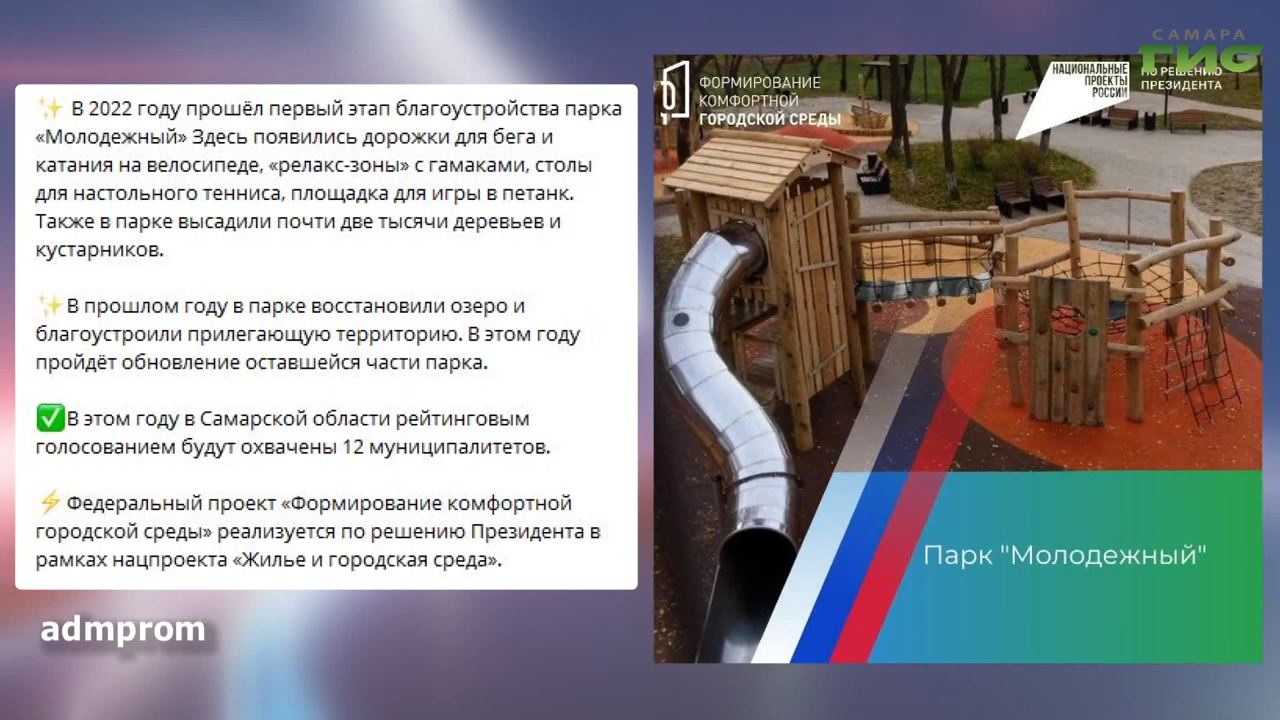 ✨ В 2022 году прошёл первый этап благоустройства парка
«Молодежный» Здесь появились дорожки для бега и
катания на велосипеде, «релакс-зоны» с гамаками, столы
для настольного тенниса, площадка для игры в петанк.
Также в парке высадили почти две тысячи деревьев и
кустарников.
✨В прошлом году в парке восстановили озеро и
благоустроили прилегающую территорию. В этом году
пройдёт обновление оставшейся части парка.
✅В этом году в Самарской области рейтинговым
голосованием будут охвачены 12 муниципалитетов.
⚡ Федеральный проект «Формирование комфортной
городской среды» реализуется по решению Президента в
рамках нацпроекта «Жилье и городская среда».
admprom
ФОРМИРОВАНИЕ
КОМФОРТНОЙ
ГОРОДСКОЙ СРЕДЫ
НАЦИОНАЛЬНЫЕ
ПРОЕКТЫ
РОССИИ
ПО РЕШЕНИЮ
ПРЕЗИДЕНТА
САМАРА
ГИС
Парк "Молодежный"